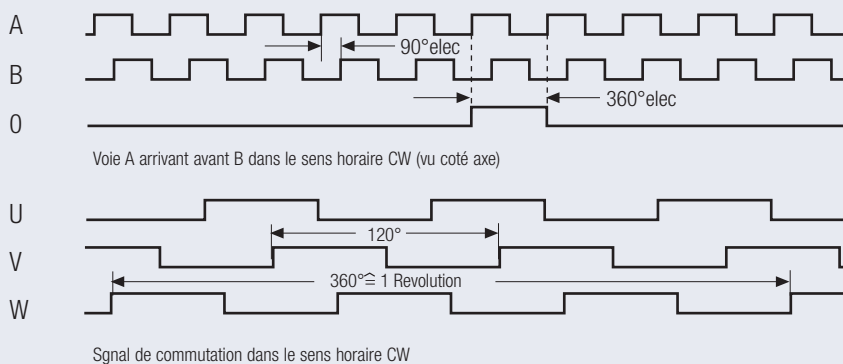 A
90°elec
B
360°elec
0
Voie A arrivant avant B dans le sens horaire CW (vu coté axe)
U
120°
V
360°≙ 1 Revolution
W
Sgnal de commutation dans le sens horaire CW